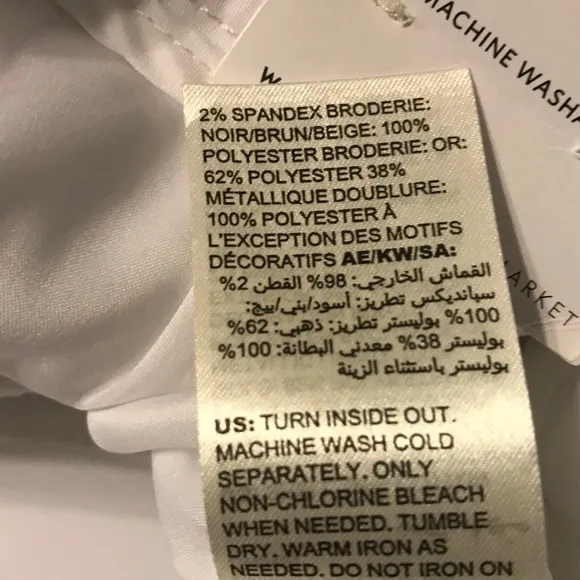 MACHINE WASHA
W
2% SPANDEX BRODERIE:
NOIR/BRUN/BEIGE: 100%
POLYESTER BRODERIE: OR:
62% POLYESTER 38%
MÉTALLIQUE DOUBLURE:
100% POLYESTER À
L'EXCEPTION DES MOTIFS
DÉCORATIFS AE/KW/SA:
القماش الخارجي: 98% القطن 2%
سبانديكس تطريز: أسود/بني/بيج:
100% بوليستر تطريز: ذهبي: 62%
بوليستر 38% معدني البطانة: 100%
بوليستر باستثناء الزينة
ARKET
US: TURN INSIDE OUT.
MACHINE WASH COLD
SEPARATELY. ONLY
NON-CHLORINE BLEACH
WHEN NEEDED. TUMBLE
DRY. WARM IRON AS
NEEDED. DO NOT IRON ON